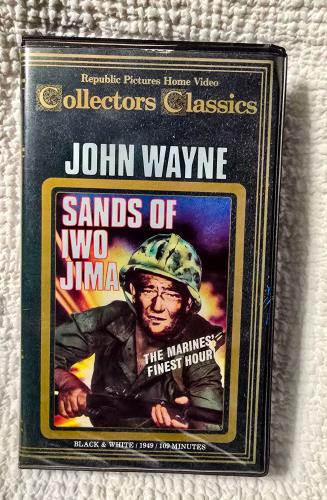 Republic Pictures Home Video
Collectors Classics
JOHN WAYNE
SANDS OF
IWO
JIMA
THE MARINES'
FINEST HOUR
BLACK & WHITE / 1949 / 109 MINUTES